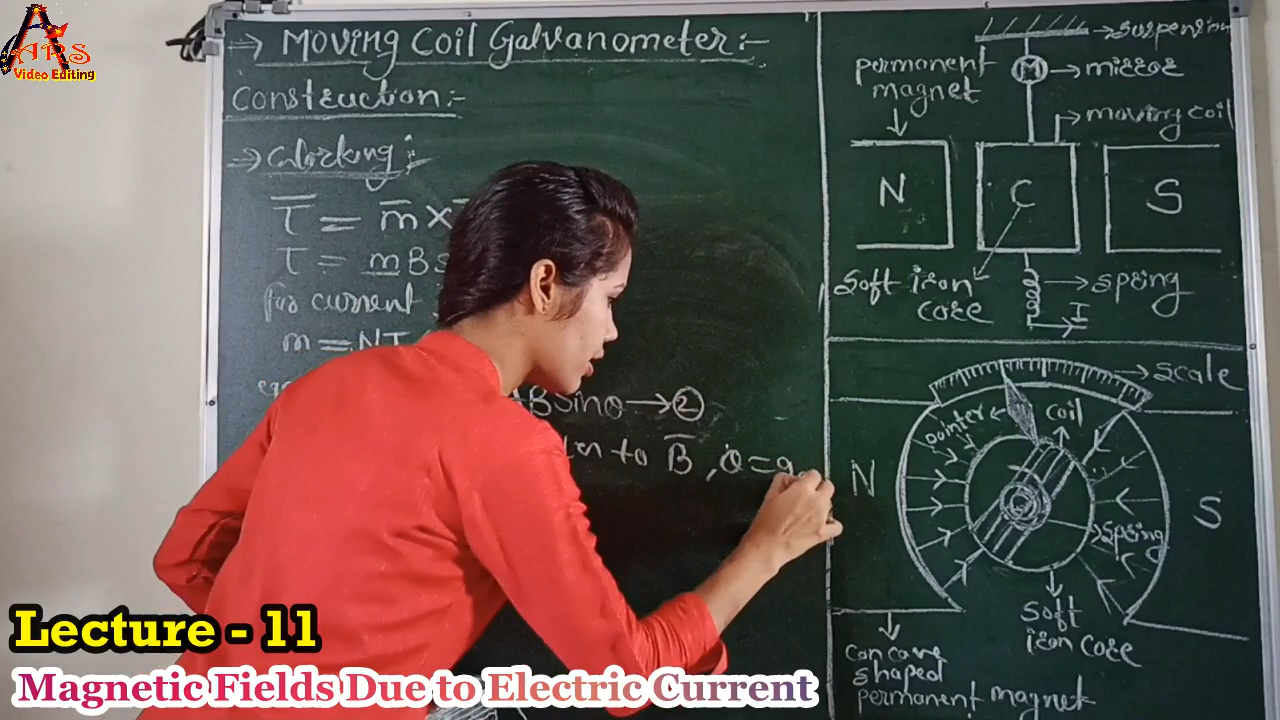 ARS
Video Editing
→ Moving Coil Galvanometer:-
Construction:-
→ Working:-
τ̅ = m̅ ×
τ = mBs
for current
m = NI
ABsinθ → ②
to B̅, θ = 9
suspension
permanent
magnet
M → mirror
moving coil
N
C
S
Soft iron
core
spring
I
scale
pointer
coil
N
S
spring
Soft
iron core
Concave
shaped
permanent magnet
Lecture - 11
Magnetic Fields Due to Electric Current